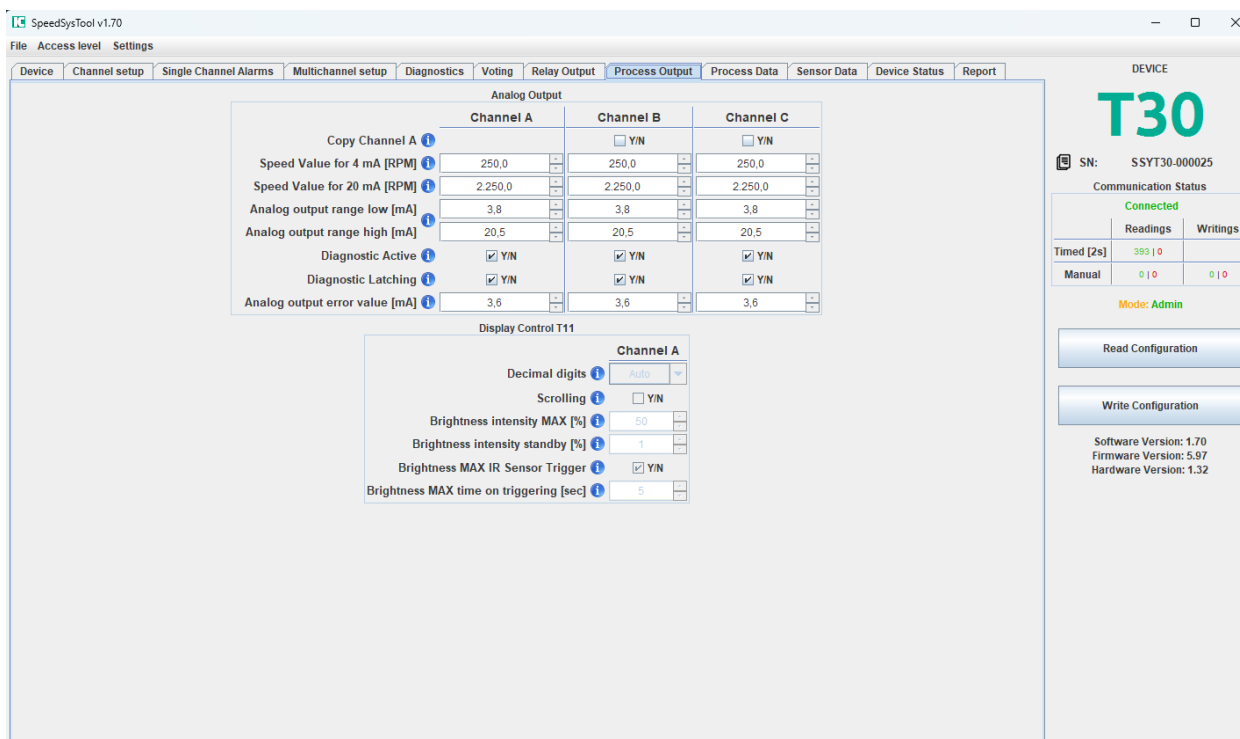 SpeedSysTool v1.70
File Access level Settings
Device Channel setup Single Channel Alarms Multichannel setup Diagnostics Voting Relay Output Process Output Process Data Sensor Data Device Status Report
Analog Output
Channel A Channel B Channel C
Copy Channel A Y/N Y/N
Speed Value for 4 mA [RPM] 250,0 250,0 250,0
Speed Value for 20 mA [RPM] 2.250,0 2.250,0 2.250,0
Analog output range low [mA] 3,8 3,8 3,8
Analog output range high [mA] 20,5 20,5 20,5
Diagnostic Active Y/N Y/N Y/N
Diagnostic Latching Y/N Y/N Y/N
Analog output error value [mA] 3,6 3,6 3,6
Display Control T11
Channel A
Decimal digits Auto
Scrolling Y/N
Brightness intensity MAX [%] 50
Brightness intensity standby [%] 1
Brightness MAX IR Sensor Trigger Y/N
Brightness MAX time on triggering [sec] 5
DEVICE
T30
SN: SSYT30-000025
Communication Status
Connected
Readings Writings
Timed [2s] 393 | 0
Manual 0 | 0 0 | 0
Mode: Admin
Read Configuration
Write Configuration
Software Version: 1.70
Firmware Version: 5.97
Hardware Version: 1.32